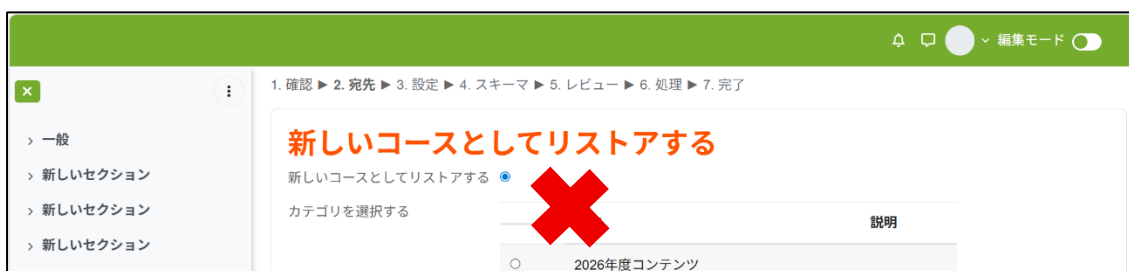 編集モード
1. 確認 ▶ 2. 宛先 ▶ 3. 設定 ▶ 4. スキーマ ▶ 5. レビュー ▶ 6. 処理 ▶ 7. 完了
一般
新しいセクション
新しいセクション
新しいセクション
新しいコースとしてリストアする
新しいコースとしてリストアする
カテゴリを選択する
説明
2026年度コンテンツ